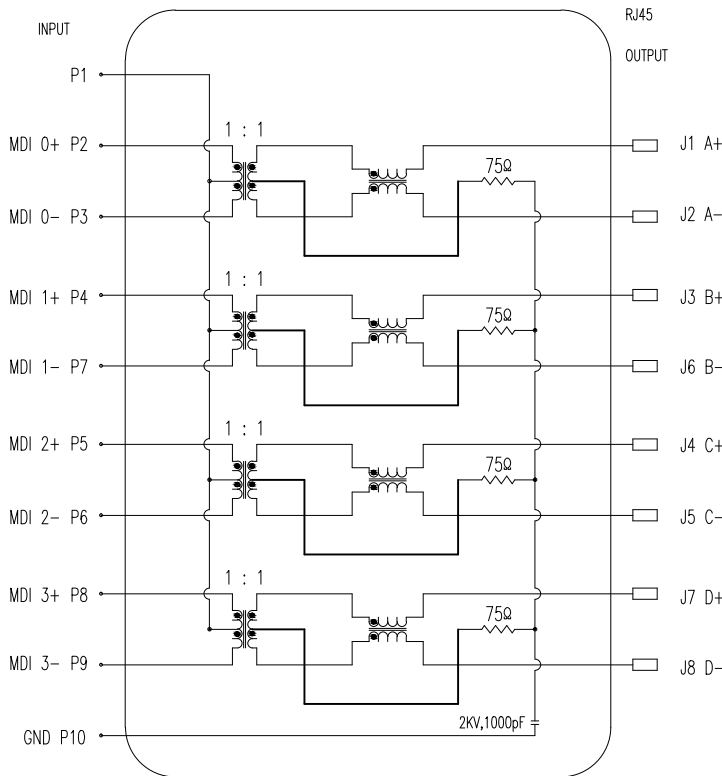 INPUT
RJ45
OUTPUT
P1
1 : 1
MDI 0+ P2
J1 A+
75Ω
MDI 0- P3
J2 A-
1 : 1
MDI 1+ P4
J3 B+
75Ω
MDI 1- P7
J6 B-
1 : 1
MDI 2+ P5
J4 C+
75Ω
MDI 2- P6
J5 C-
1 : 1
MDI 3+ P8
J7 D+
75Ω
MDI 3- P9
J8 D-
2KV,1000pF
GND P10